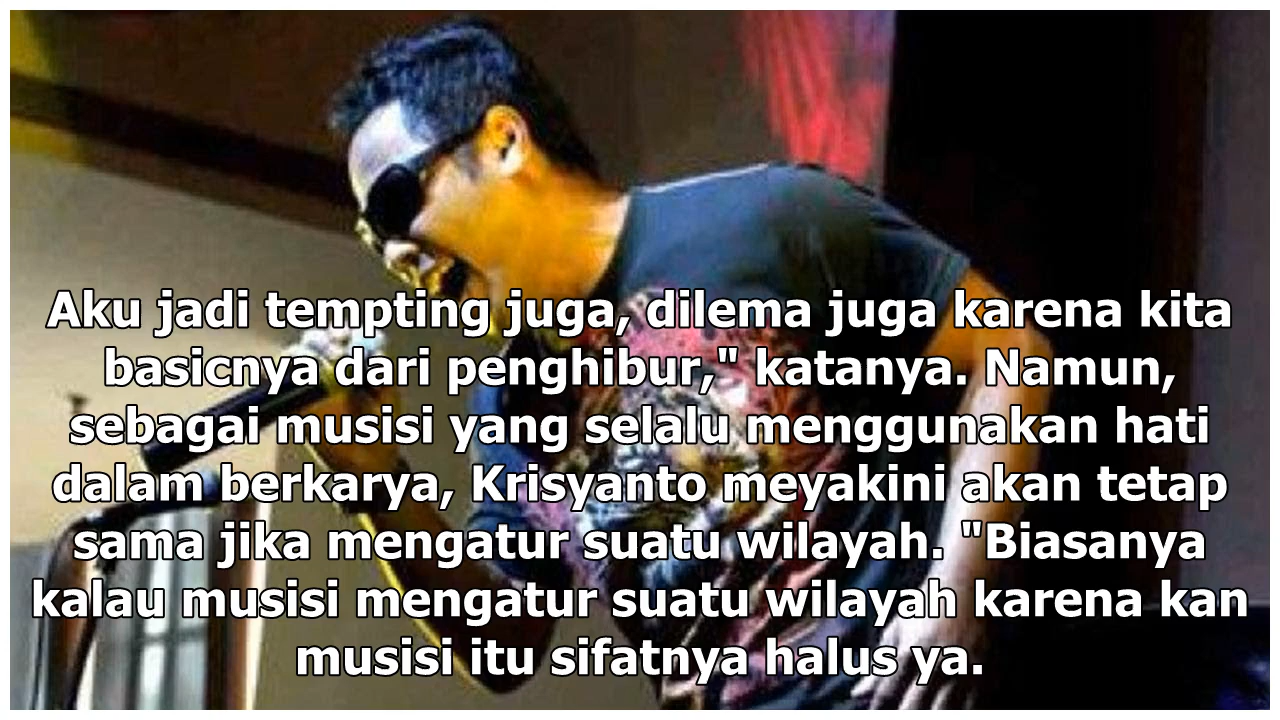 Aku jadi tempting juga, dilema juga karena kita
basicnya dari penghibur," katanya. Namun,
sebagai musisi yang selalu menggunakan hati
dalam berkarya, Krisyanto meyakini akan tetap
sama jika mengatur suatu wilayah. "Biasanya
kalau musisi mengatur suatu wilayah karena kan
musisi itu sifatnya halus ya.